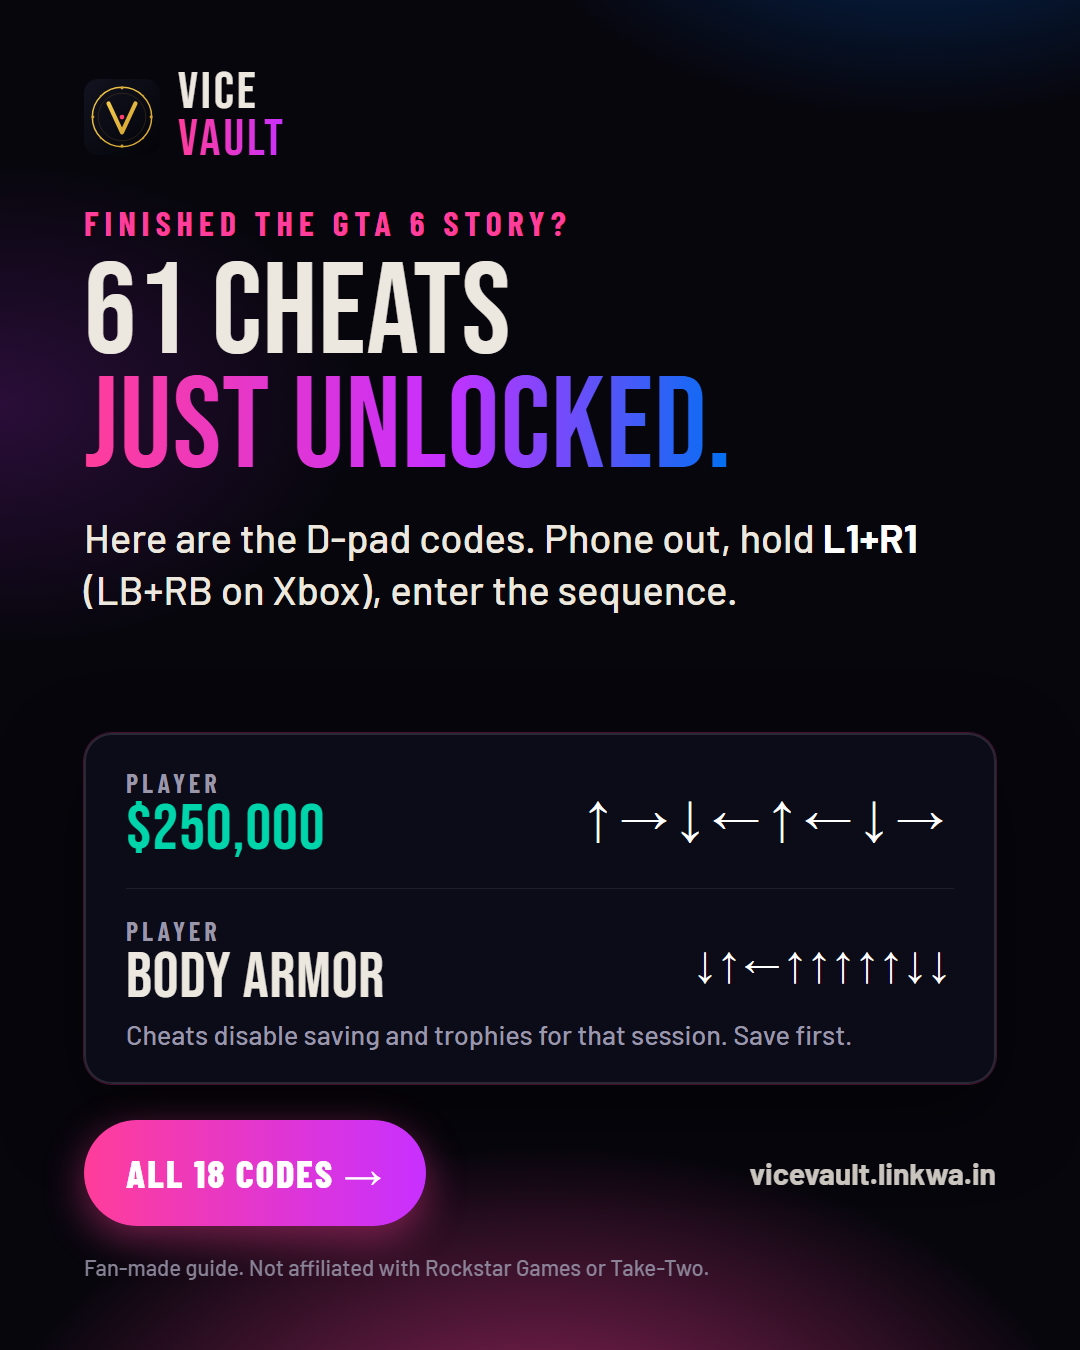 VICE
VAULT
FINISHED THE GTA 6 STORY?
61 CHEATS
JUST UNLOCKED.
Here are the D-pad codes. Phone out, hold L1+R1
(LB+RB on Xbox), enter the sequence.
PLAYER
$250,000 ↑→↓←↑←↓→
PLAYER
BODY ARMOR ↓↑←↑↑↑↑↑↓↓
Cheats disable saving and trophies for that session. Save first.
ALL 18 CODES →
vicevault.linkwa.in
Fan-made guide. Not affiliated with Rockstar Games or Take-Two.